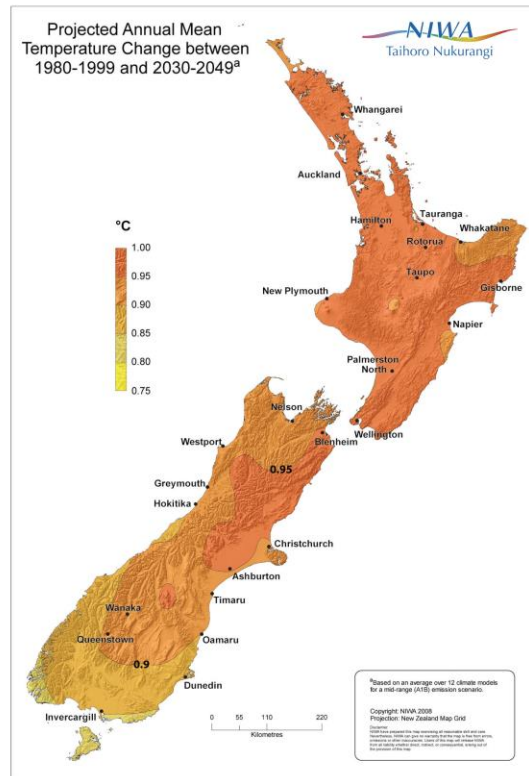 Projected Annual Mean
Temperature Change between
1980-1999 and 2030-2049ª
NIWA
Taihoro Nukurangi
Whangarei
Auckland
Hamilton
Tauranga
Whakatane
Rotorua
Taupo
Gisborne
New Plymouth
Napier
Palmerston
North
Wellington
°C
1.00
0.95
0.90
0.85
0.80
0.75
Nelson
Blenheim
Westport
0.95
Greymouth
Hokitika
Christchurch
Ashburton
Timaru
Wanaka
Queenstown
Oamaru
0.9
Dunedin
Invercargill
0 55 110 220
Kilometres
ªBased on an average over 12 climate models
for a mid-range (A1B) emission scenario.
Copyright: NIWA 2008
Projection: New Zealand Map Grid
Disclaimer